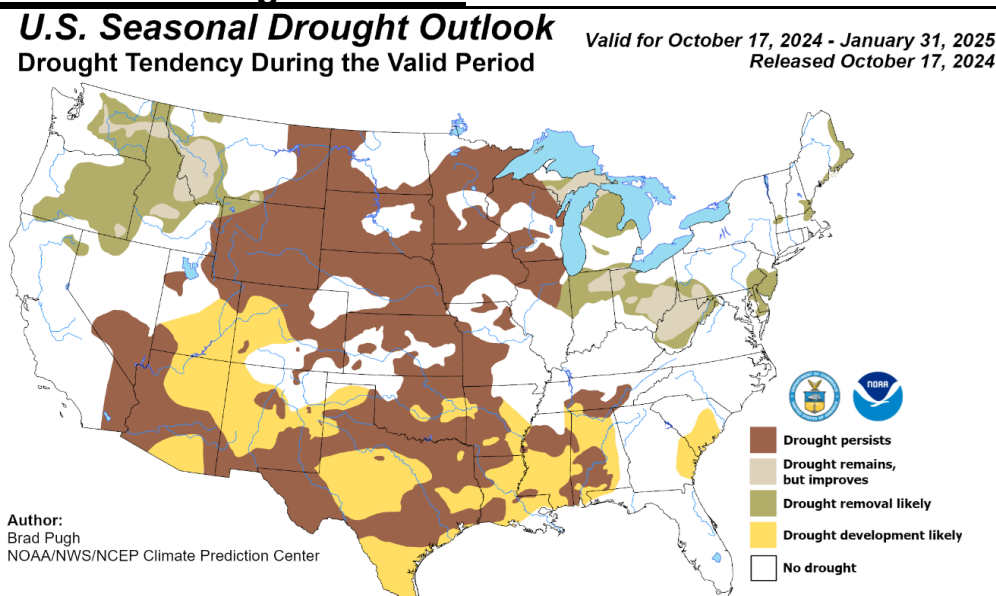 U.S. Seasonal Drought Outlook
Drought Tendency During the Valid Period
Valid for October 17, 2024 - January 31, 2025
Released October 17, 2024
NOAA
Drought persists
Drought remains,
but improves
Drought removal likely
Drought development likely
No drought
Author:
Brad Pugh
NOAA/NWS/NCEP Climate Prediction Center